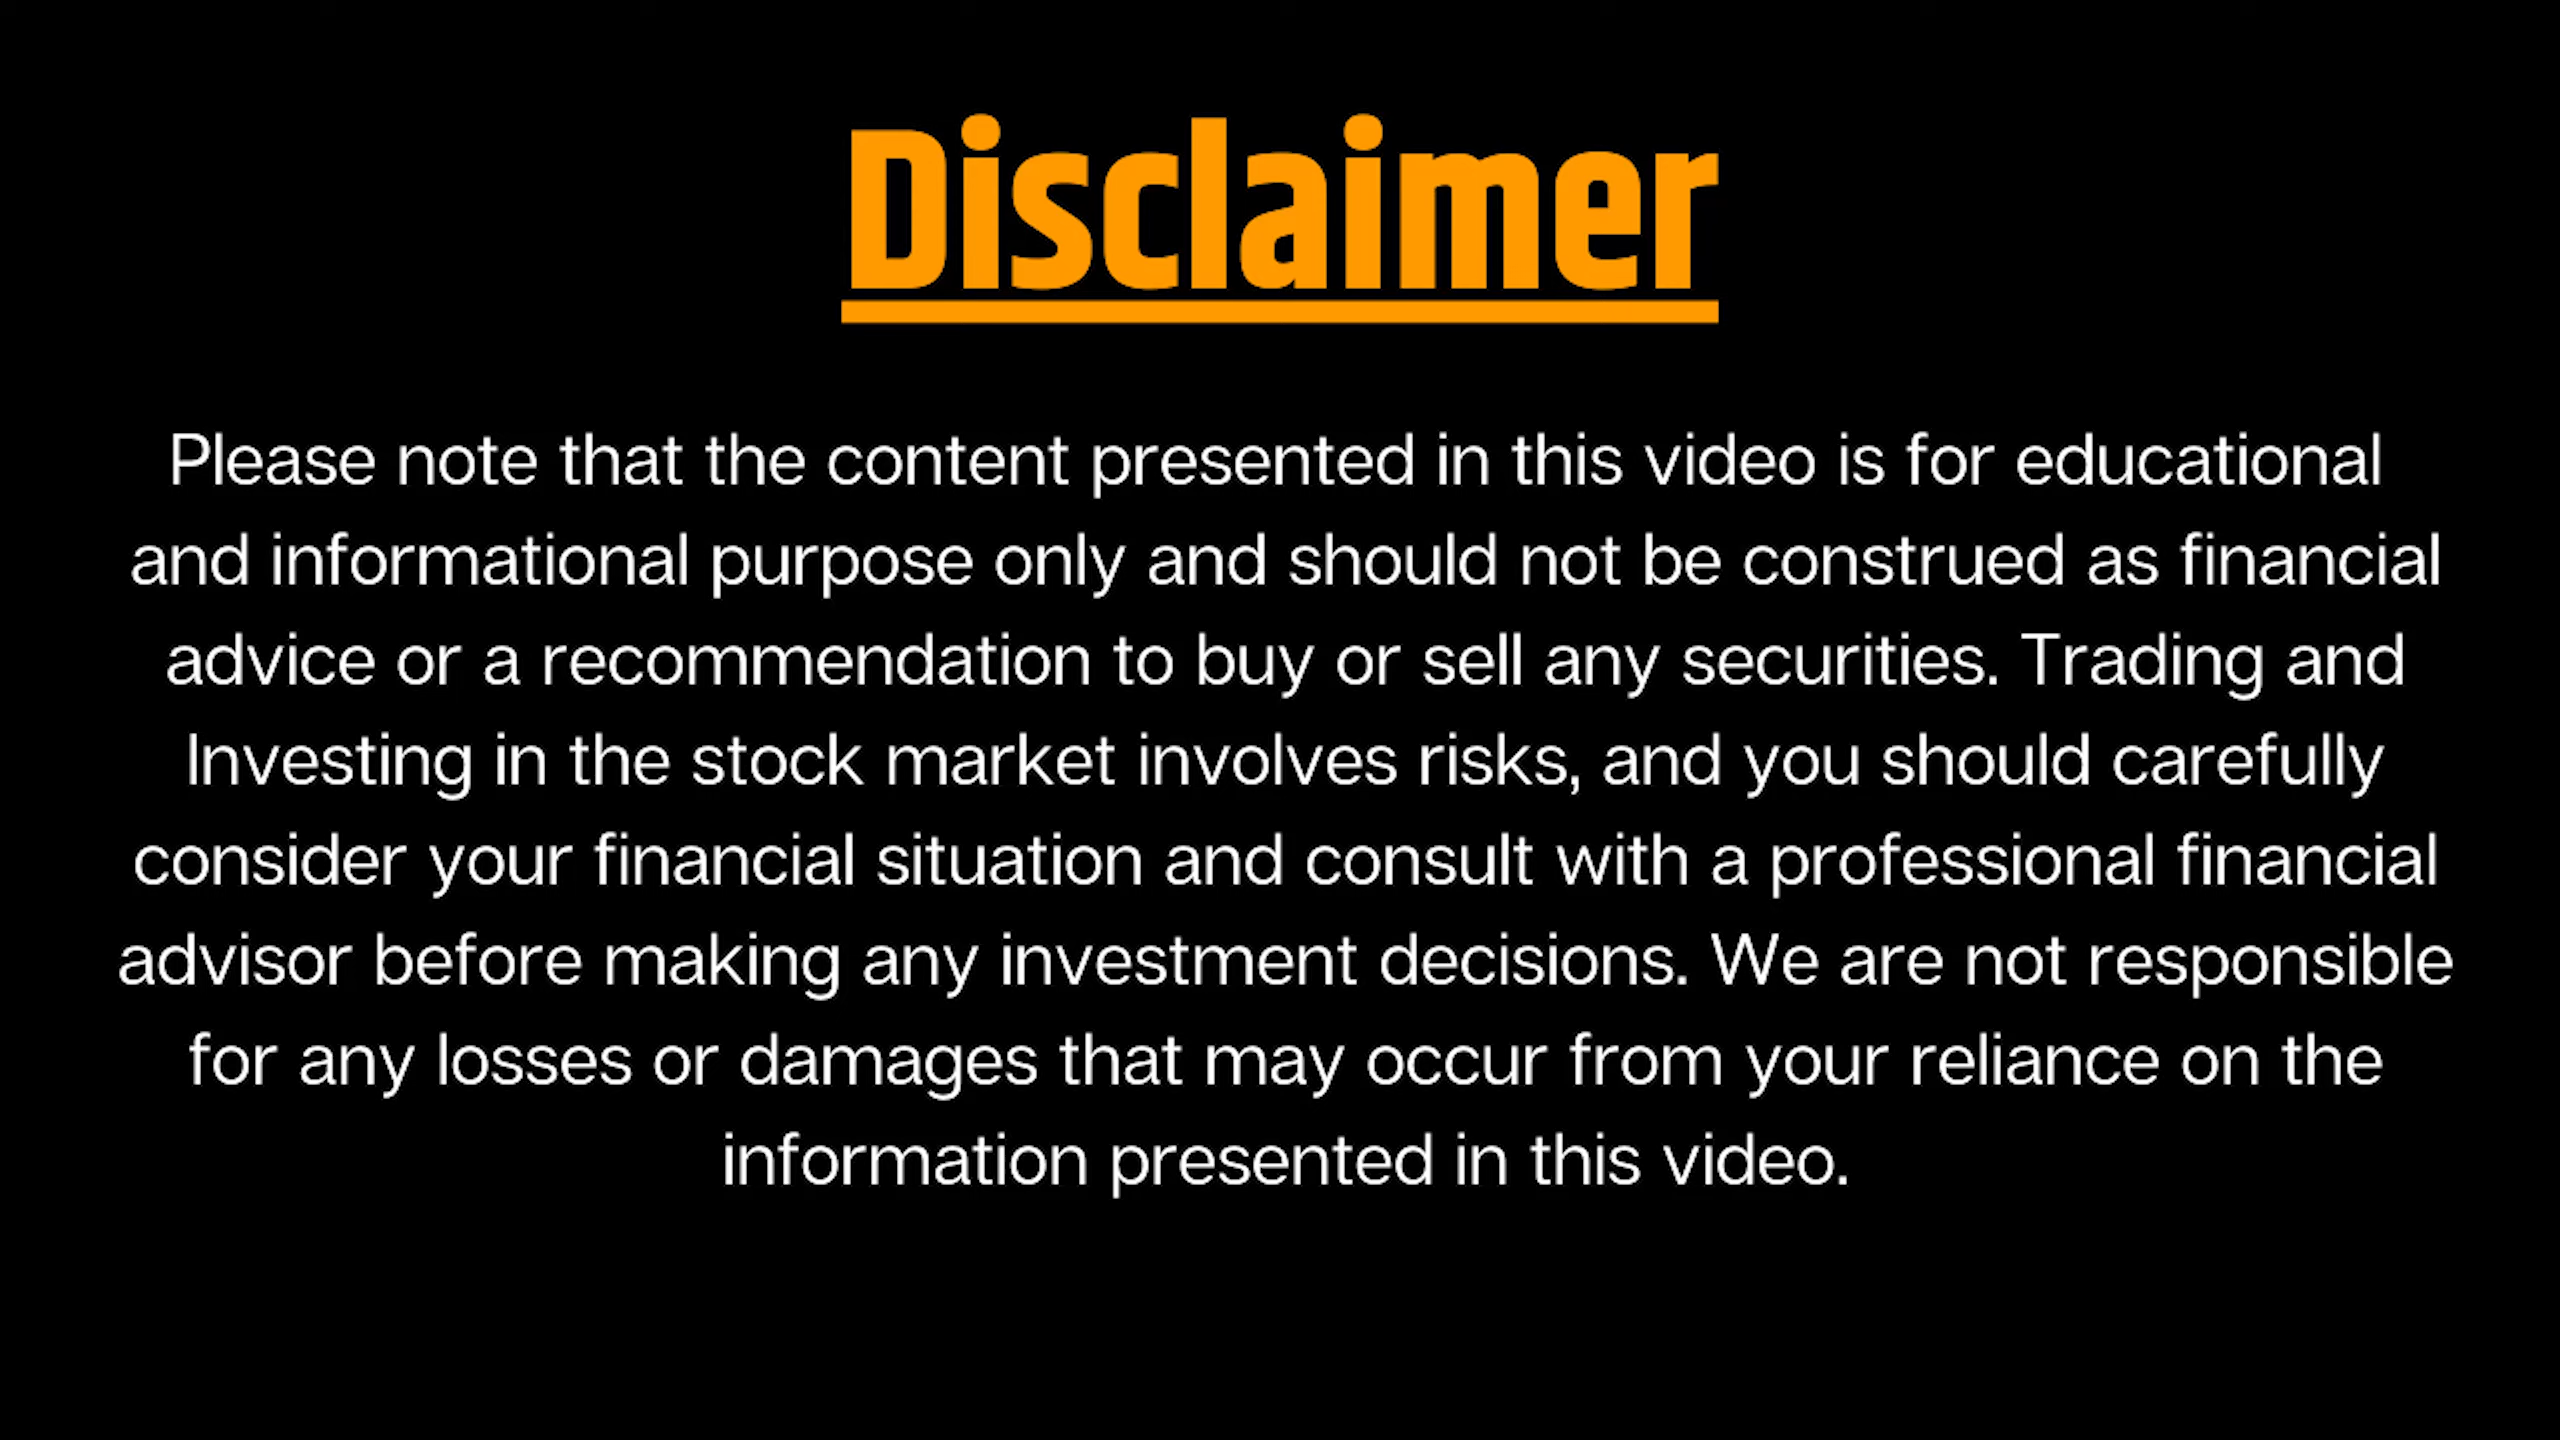 Disclaimer
Please note that the content presented in this video is for educational
and informational purpose only and should not be construed as financial
advice or a recommendation to buy or sell any securities. Trading and
Investing in the stock market involves risks, and you should carefully
consider your financial situation and consult with a professional financial
advisor before making any investment decisions. We are not responsible
for any losses or damages that may occur from your reliance on the
information presented in this video.